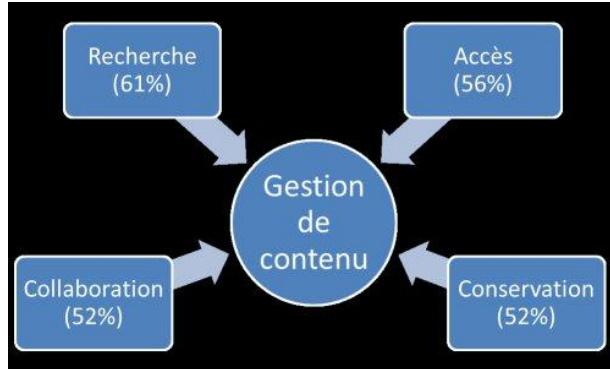 Recherche
(61%)
Accès
(56%)
Gestion
de
contenu
Collaboration
(52%)
Conservation
(52%)